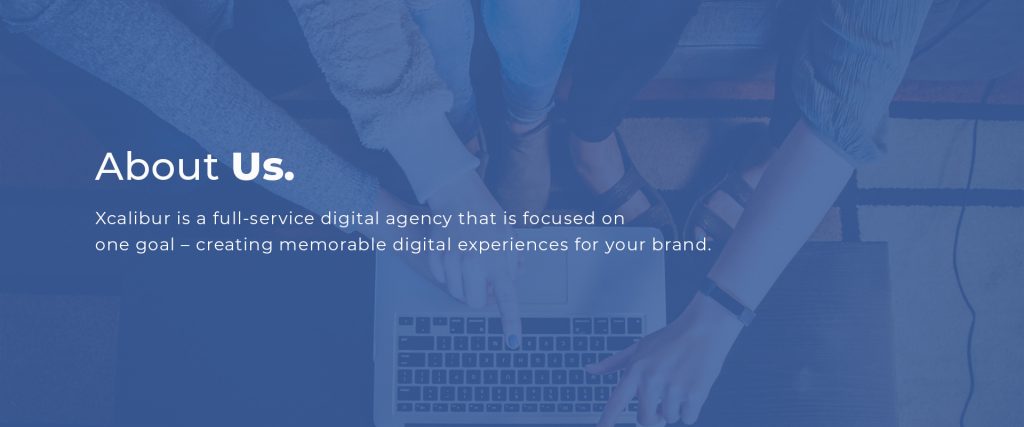 About Us.
Xcalibur is a full-service digital agency that is focused on
one goal – creating memorable digital experiences for your brand.